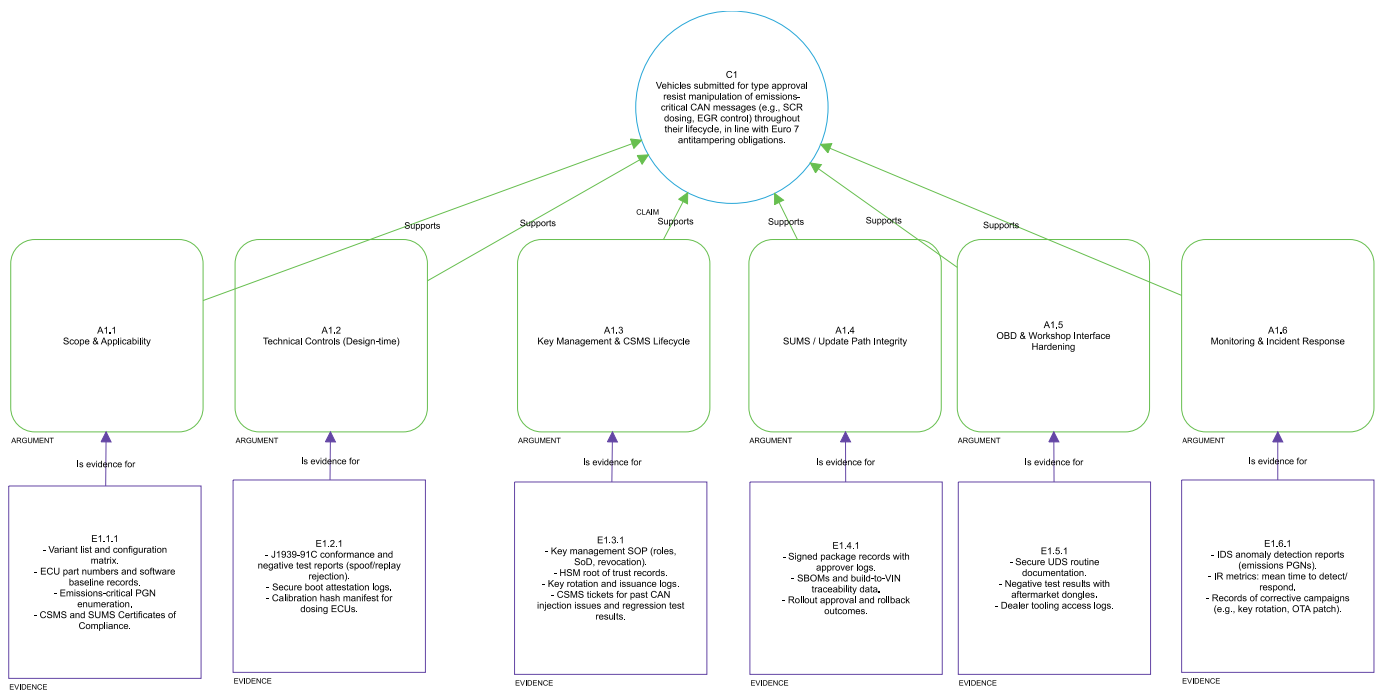 C1
Vehicles submitted for type approval
resist manipulation of emissions-
critical CAN messages (e.g., SCR
dosing, EGR control) throughout
their lifecycle, in line with Euro 7
antitampering obligations.
CLAIM
Supports
Supports
Supports
Supports
Supports
Supports
A1.1
Scope & Applicability
A1.2
Technical Controls (Design-time)
A1.3
Key Management & CSMS Lifecycle
A1.4
SUMS / Update Path Integrity
A1.5
OBD & Workshop Interface
Hardening
A1.6
Monitoring & Incident Response
ARGUMENT
ARGUMENT
ARGUMENT
ARGUMENT
ARGUMENT
ARGUMENT
Is evidence for
Is evidence for
Is evidence for
Is evidence for
Is evidence for
Is evidence for
E1.1.1
- Variant list and configuration
matrix.
- ECU part numbers and software
baseline records.
- Emissions-critical PGN
enumeration.
- CSMS and SUMS Certificates of
Compliance.
E1.2.1
- J1939-91C conformance and
negative test reports (spoof/replay
rejection).
- Secure boot attestation logs.
- Calibration hash manifest for
dosing ECUs.
E1.3.1
- Key management SOP (roles,
SoD, revocation).
- HSM root of trust records.
- Key rotation and issuance logs.
- CSMS tickets for past CAN
injection issues and regression test
results.
E1.4.1
- Signed package records with
approver logs.
- SBOMs and build-to-VIN
traceability data.
- Rollout approval and rollback
outcomes.
E1.5.1
- Secure UDS routine
documentation.
- Negative test results with
aftermarket dongles.
- Dealer tooling access logs.
E1.6.1
- IDS anomaly detection reports
(emissions PGNs).
- IR metrics: mean time to detect/
respond.
- Records of corrective campaigns
(e.g., key rotation, OTA patch).
EVIDENCE
EVIDENCE
EVIDENCE
EVIDENCE
EVIDENCE
EVIDENCE